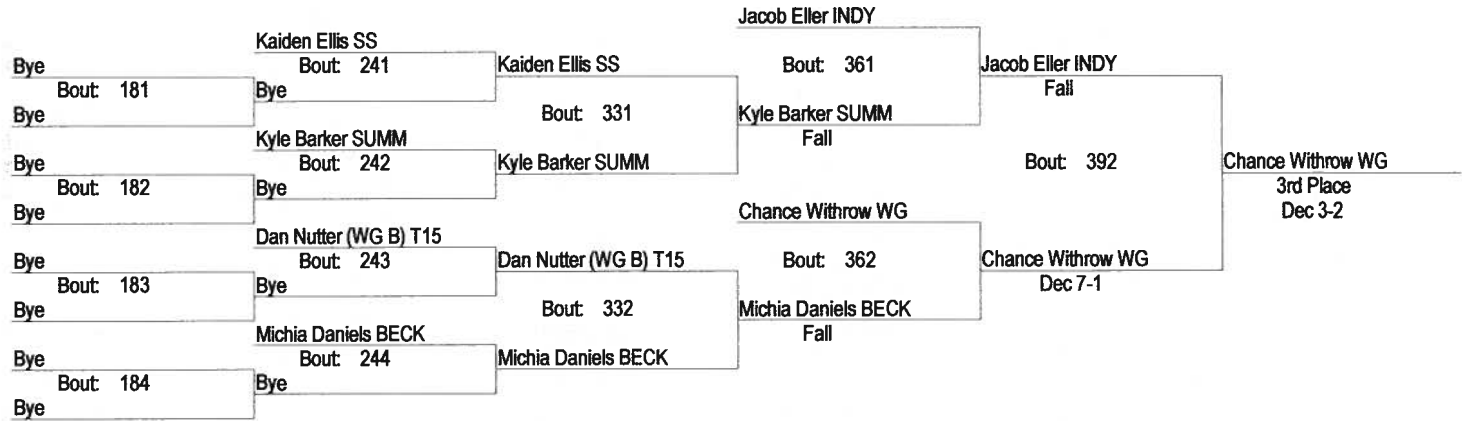 Jacob Eller INDY
Kaiden Ellis SS
Bye
Bout: 241
Kaiden Ellis SS
Bout: 361
Jacob Eller INDY
Bout: 181
Bye
Fall
Bye
Bout: 331
Kyle Barker SUMM
Kyle Barker SUMM
Fall
Bye
Bout: 242
Kyle Barker SUMM
Bout: 392
Chance Withrow WG
Bout: 182
Bye
3rd Place
Bye
Chance Withrow WG
Dec 3-2
Dan Nutter (WG B) T15
Bye
Bout: 243
Dan Nutter (WG B) T15
Bout: 362
Chance Withrow WG
Bout: 183
Bye
Dec 7-1
Bye
Bout: 332
Michia Daniels BECK
Michia Daniels BECK
Fall
Bye
Bout: 244
Michia Daniels BECK
Bout: 184
Bye
Bye